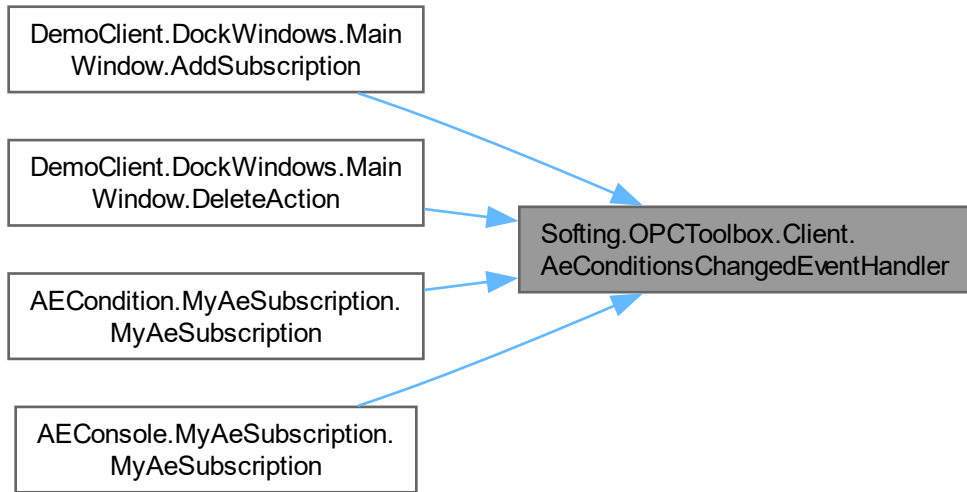 DemoClient.DockWindows.Main
Window.AddSubscription
DemoClient.DockWindows.Main
Window.DeleteAction
Softing.OPCToolbox.Client.
AeConditionsChangedEventHandler
AECondition.MyAeSubscription.
MyAeSubscription
AEConsole.MyAeSubscription.
MyAeSubscription